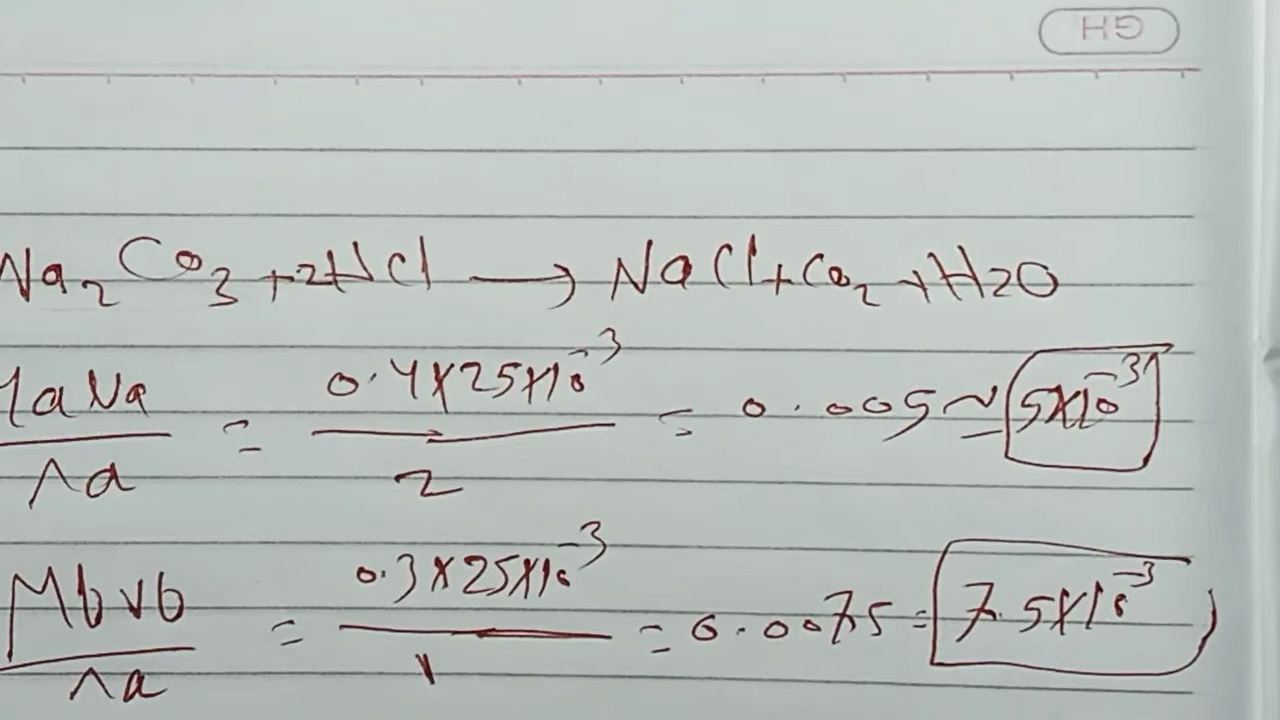 GH
Na2CO3 + 2HCl → NaCl + CO2 + H2O
MaVa / na = 0.4 × 25 × 10^-3 / 2 = 0.005 ≃ 5×10^-3
MbVb / na = 0.3 × 25 × 10^-3 / 1 = 0.0075 = 7.5×10^-3